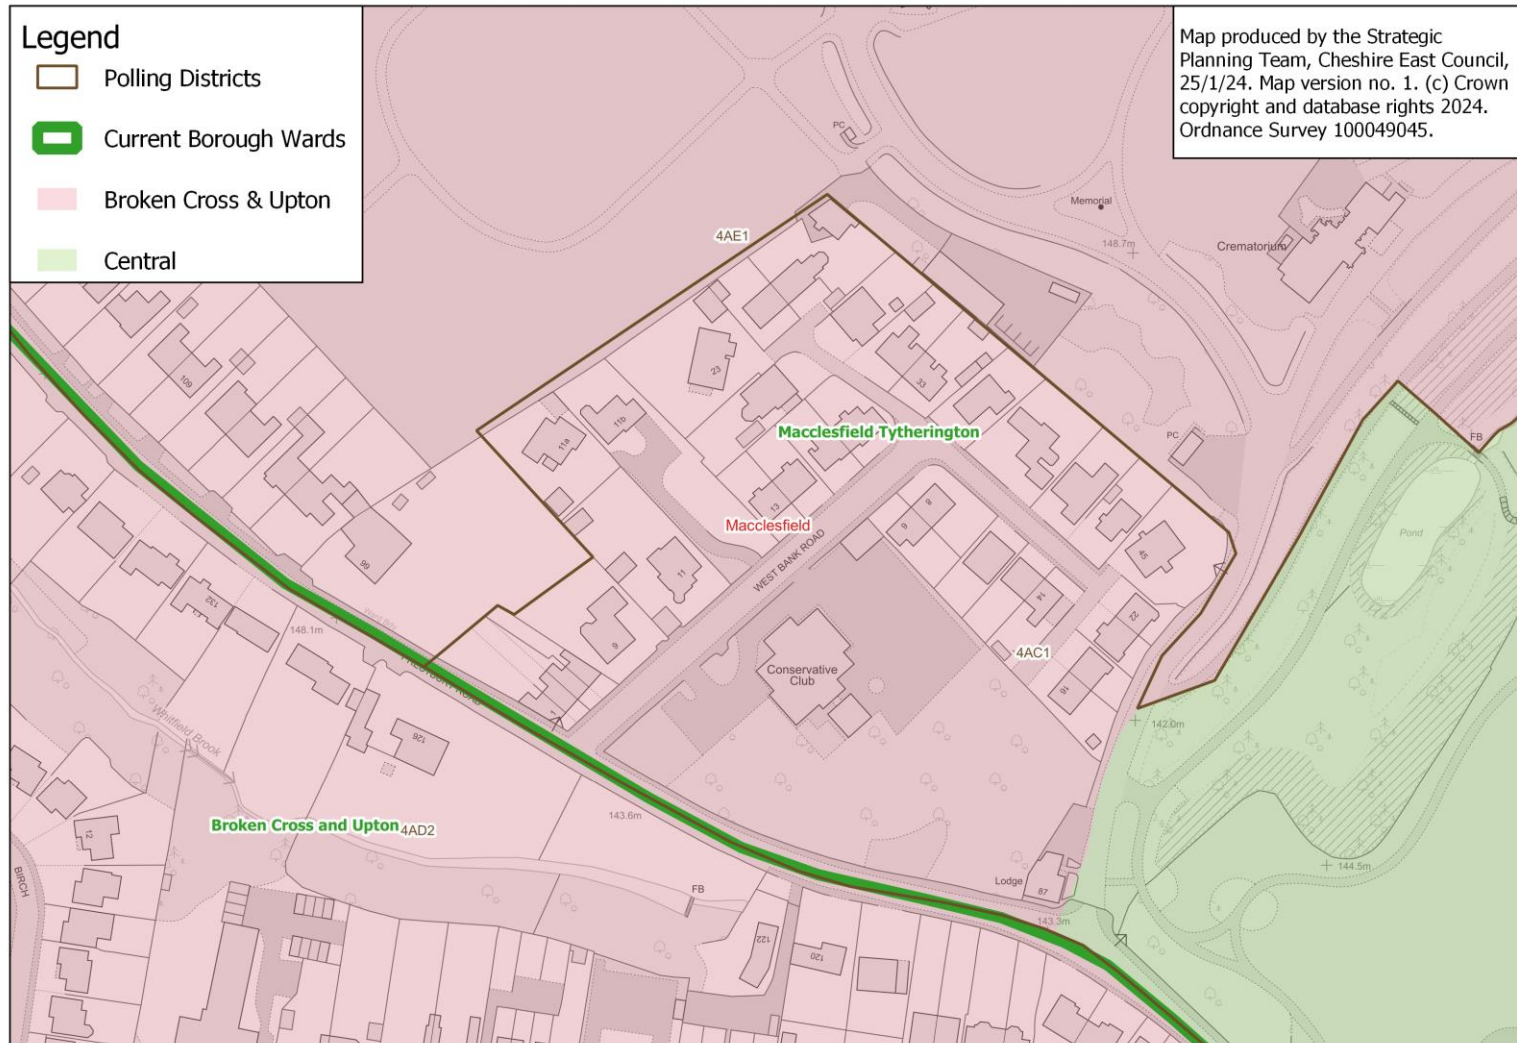 Legend
Polling Districts
Current Borough Wards
Broken Cross & Upton
Central
Map produced by the Strategic
Planning Team, Cheshire East Council,
25/1/24. Map version no. 1. (c) Crown
copyright and database rights 2024.
Ordnance Survey 100049045.
PC
Memorial
148.7m
Crematorium
4AE1
109
23
33
11a
11b
Macclesfield Tytherington
PC
FB
Pond
13
Macclesfield
8
9
45
WEST BANK ROAD
99
11
132
148.1m
14
22
9
4AC1
Conservative
Club
16
1
142.0m
126
Whitfield Brook
143.6m
Broken Cross and Upton
4AD2
12
BIRCH
144.5m
FB
Lodge
87
143.3m
122
120